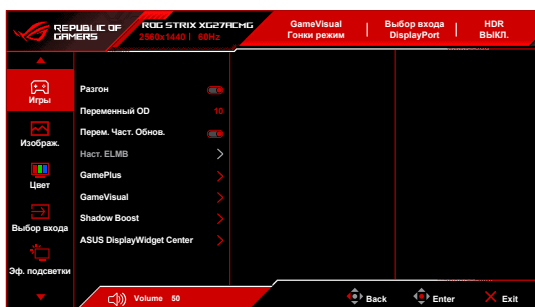 REPUBLIC OF
GAMERS
ROG STRIX XG27ACMG
2560x1440 | 60Hz
GameVisual
Гонки режим
Выбор входа
DisplayPort
HDR
ВЫКЛ.
Игры
Изображ.
Цвет
Выбор входа
Эф. подсветки
Разгон
Переменный OD 10
Перем. Част. Обнов.
Наст. ELMB
GamePlus
GameVisual
Shadow Boost
ASUS DisplayWidget Center
Volume 50
Back
Enter
Exit